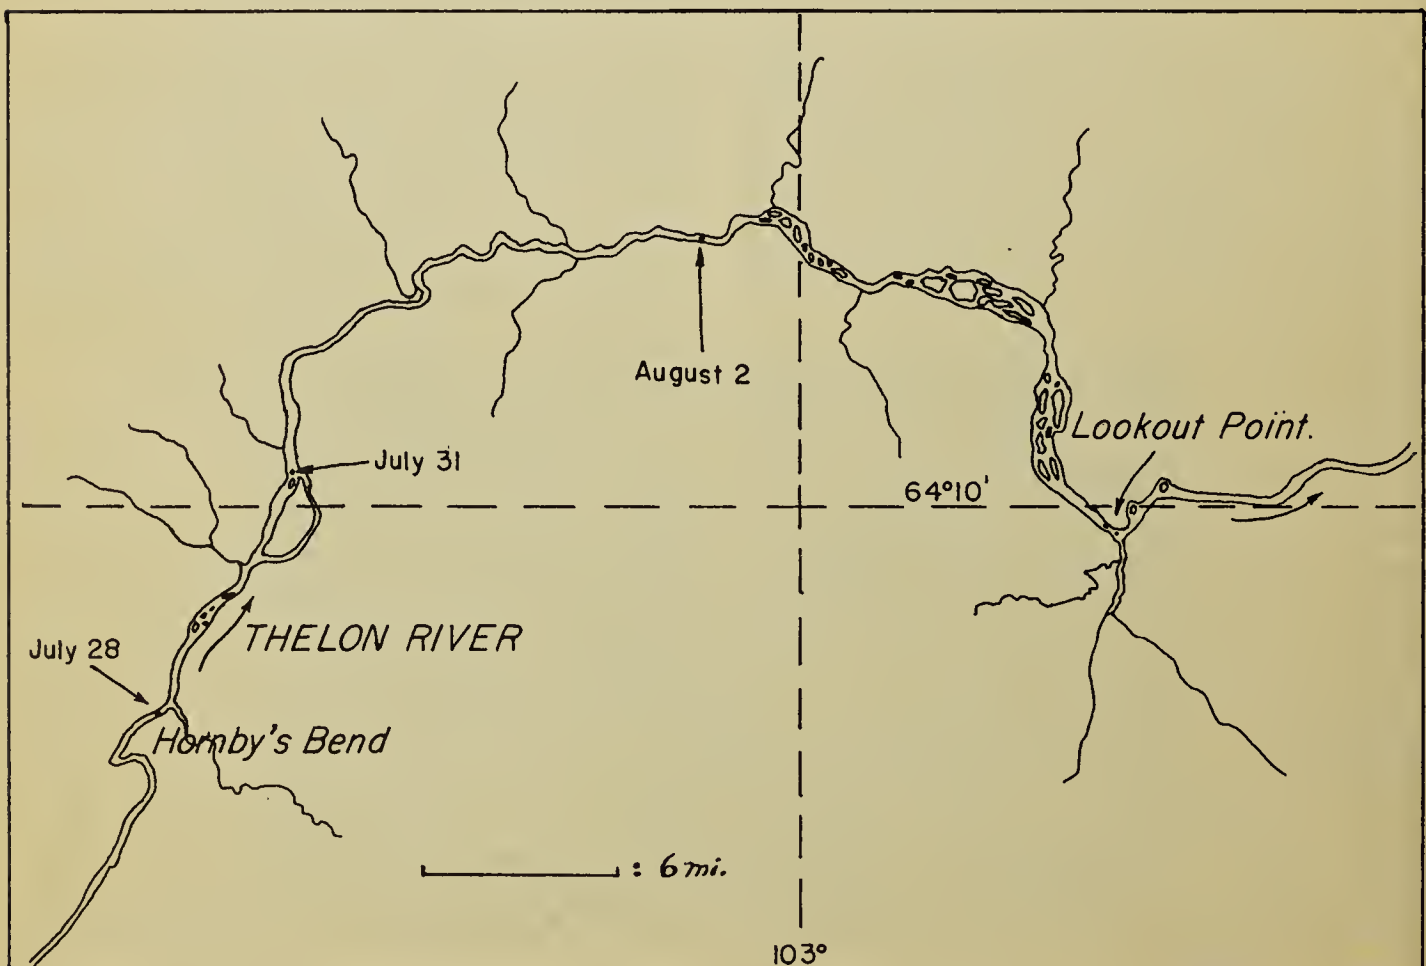 August 2
Lookout Point.
July 31
64°10'
THELON RIVER
July 28
Hornby's Bend
: 6 mi.
103°